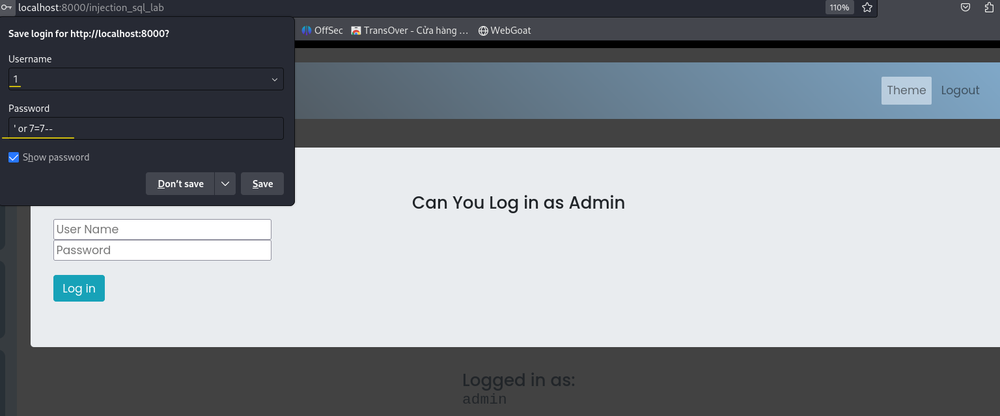 localhost:8000/injection_sql_lab
110%
Save login for http://localhost:8000?
OffSec
TransOver - Cửa hàng …
WebGoat
Username
1
Password
' or 7=7--
Show password
Don't save
Save
Theme
Logout
Can You Log in as Admin
User Name
Password
Log in
Logged in as:
admin